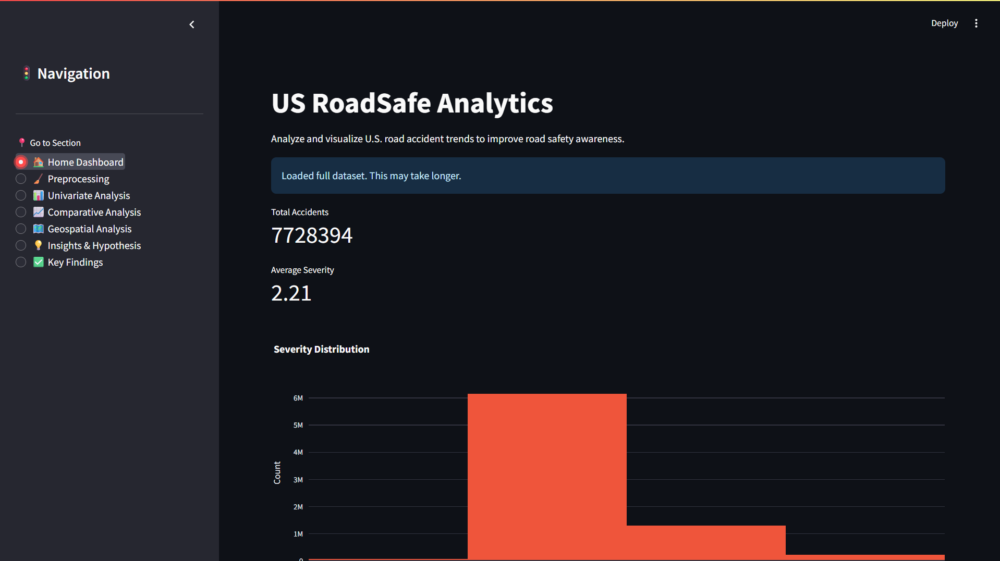 Deploy
Navigation
Go to Section
Home Dashboard
Preprocessing
Univariate Analysis
Comparative Analysis
Geospatial Analysis
Insights & Hypothesis
Key Findings
US RoadSafe Analytics
Analyze and visualize U.S. road accident trends to improve road safety awareness.
Loaded full dataset. This may take longer.
Total Accidents
7728394
Average Severity
2.21
Severity Distribution
Count
6M
5M
4M
3M
2M
1M
0